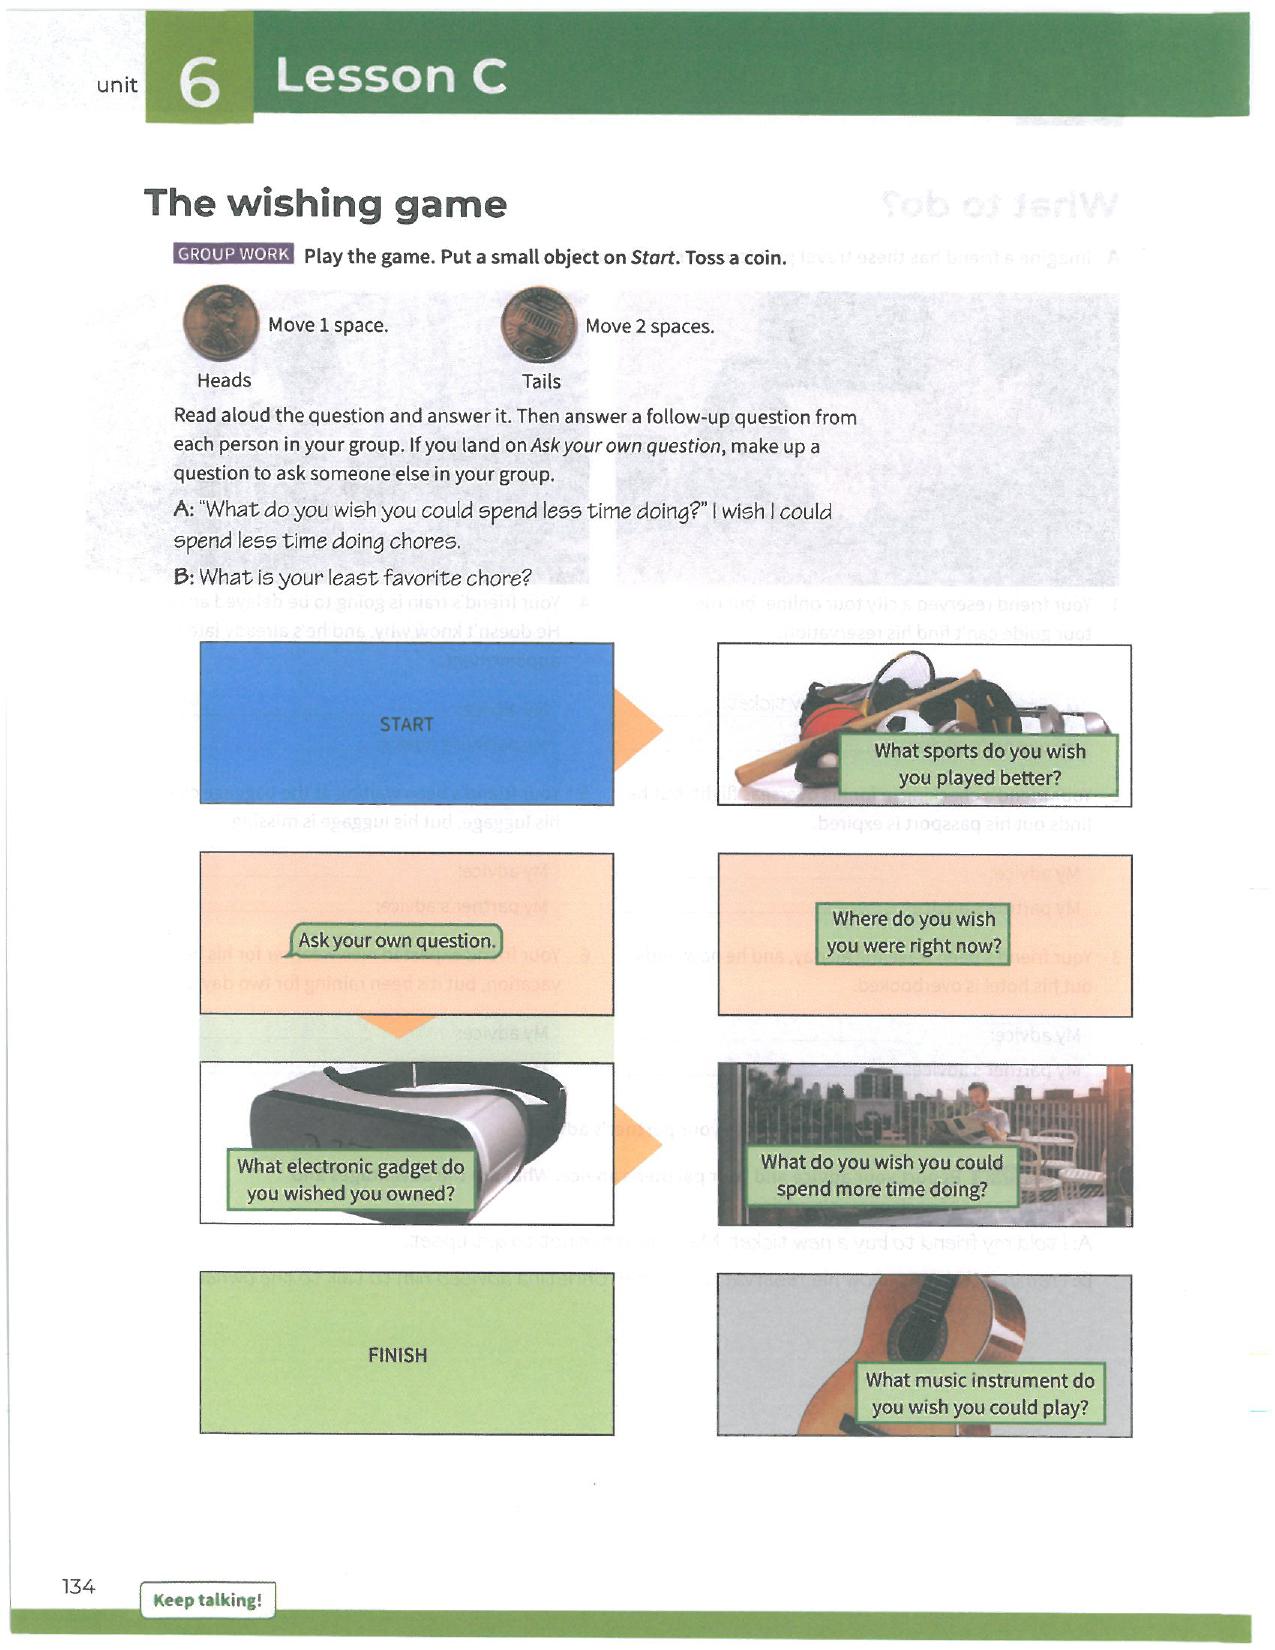 unit 6 Lesson C
The wishing game
GROUP WORK Play the game. Put a small object on Start. Toss a coin.
Move 1 space. Move 2 spaces.
Heads Tails
Read aloud the question and answer it. Then answer a follow-up question from
each person in your group. If you land on Ask your own question, make up a
question to ask someone else in your group.
A: “What do you wish you could spend less time doing?” I wish I could
spend less time doing chores.
B: What is your least favorite chore?
START
What sports do you wish
you played better?
Ask your own question.
Where do you wish
you were right now?
What electronic gadget do
you wished you owned?
What do you wish you could
spend more time doing?
FINISH
What music instrument do
you wish you could play?
134
Keep talking!